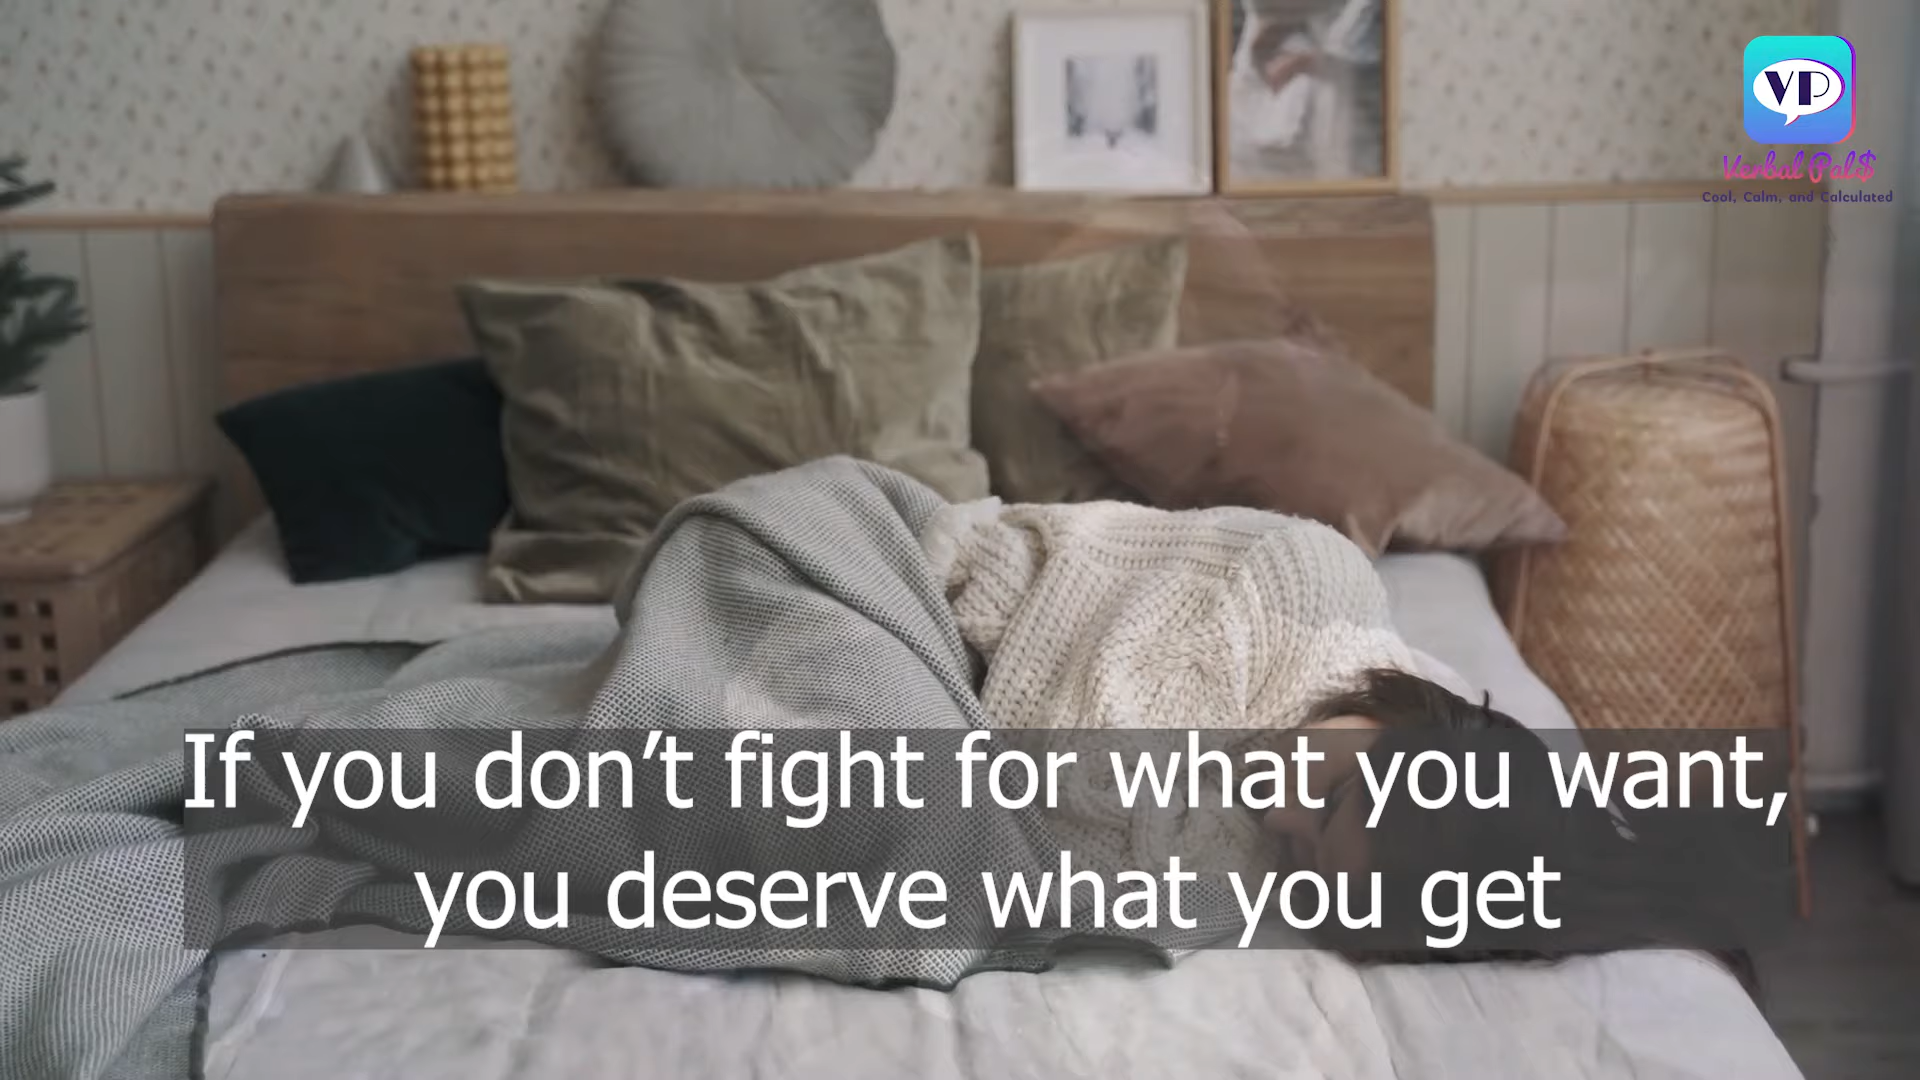 VP
Verbal Pal$
Cool, Calm, and Calculated
If you don’t fight for what you want,
you deserve what you get